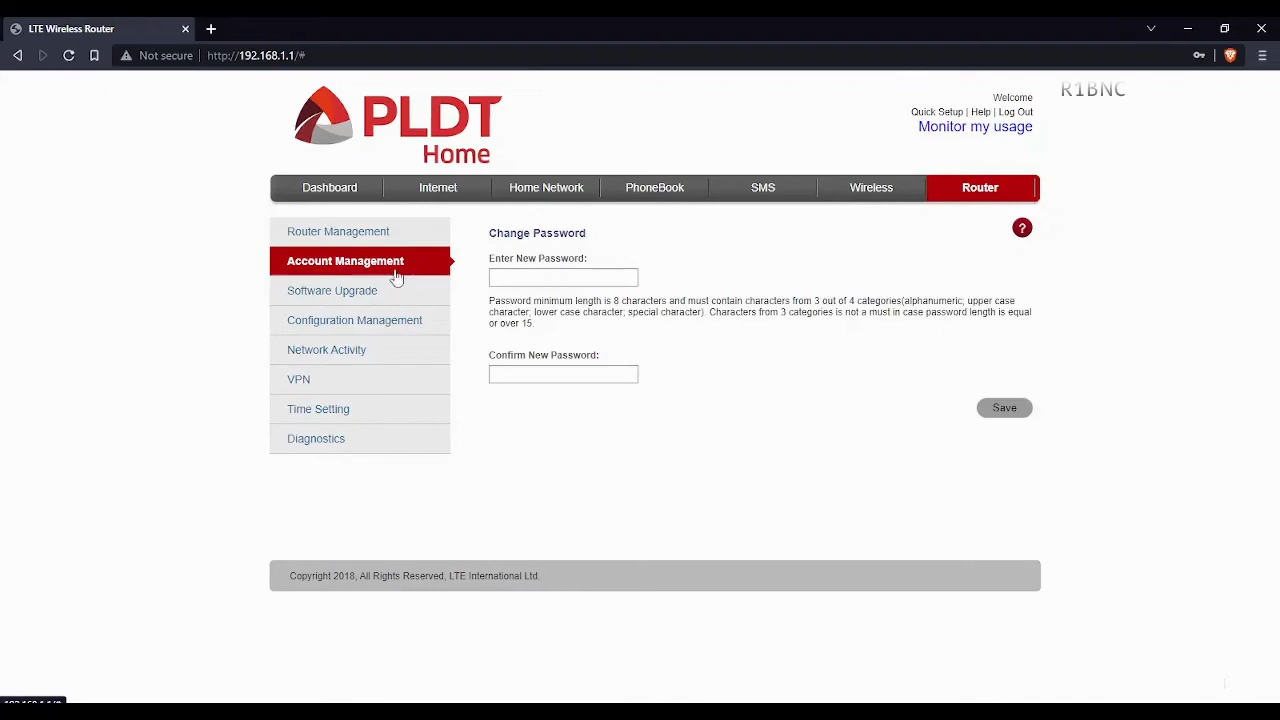 LTE Wireless Router
Not secure http://192.168.1.1/#
PLDT
Home
R1BNC
Welcome
Quick Setup | Help | Log Out
Monitor my usage
Dashboard Internet Home Network PhoneBook SMS Wireless Router
Router Management
Account Management
Software Upgrade
Configuration Management
Network Activity
VPN
Time Setting
Diagnostics
Change Password
?
Enter New Password:
Password minimum length is 8 characters and must contain characters from 3 out of 4 categories(alphanumeric; upper case
character; lower case character; special character). Characters from 3 categories is not a must in case password length is equal
or over 15.
Confirm New Password:
Save
Copyright 2018, All Rights Reserved, LTE International Ltd.